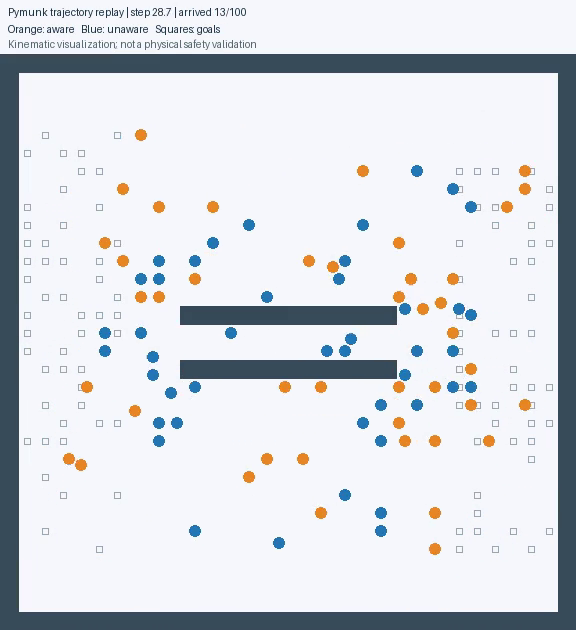 Pymunk trajectory replay | step 28.7 | arrived 13/100
Orange: aware Blue: unaware Squares: goals
Kinematic visualization; not a physical safety validation